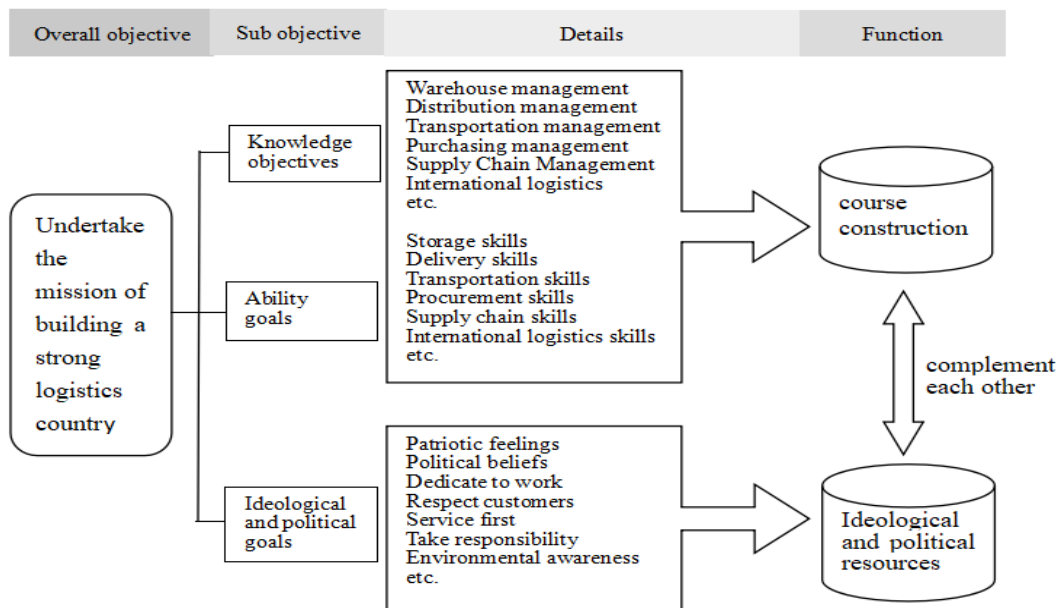 Overall objective
Sub objective
Details
Function
Undertake
the
mission of
building a
strong
logistics
country
Knowledge
objectives
Ability
goals
Ideological
and political
goals
Warehouse management
Distribution management
Transportation management
Purchasing management
Supply Chain Management
International logistics
etc.
Storage skills
Delivery skills
Transportation skills
Procurement skills
Supply chain skills
International logistics skills
etc.
Patriotic feelings
Political beliefs
Dedicate to work
Respect customers
Service first
Take responsibility
Environmental awareness
etc.
course
construction
complement
each other
Ideological
and political
resources